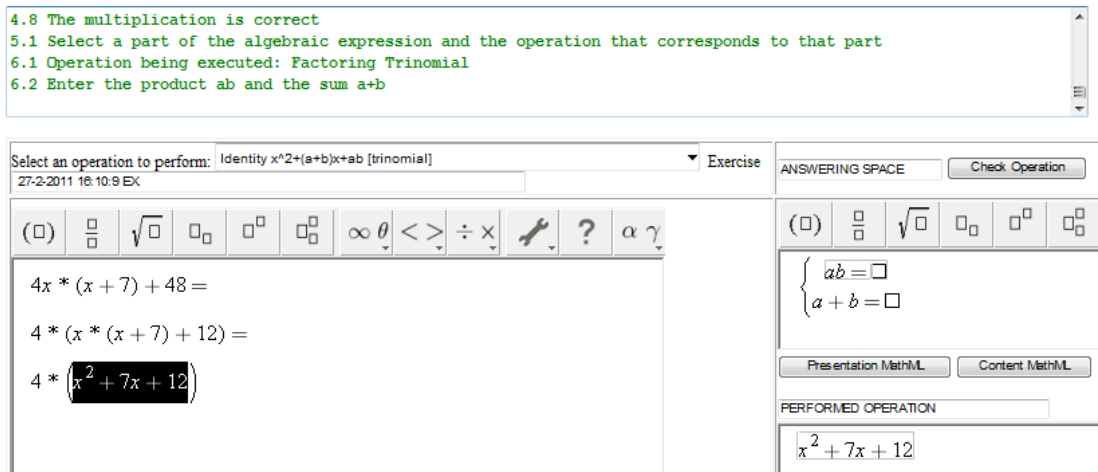 4.8 The multiplication is correct
5.1 Select a part of the algebraic expression and the operation that corresponds to that part
6.1 Operation being executed: Factoring Trinomial
6.2 Enter the product ab and the sum a+b
Select an operation to perform: Identity x^2+(a+b)x+ab [trinomial] Exercise
27-2-2011 16:10:9 EX
ANSWERING SPACE Check Operation
(□) □/□ √□ □□ □^□ □□^□ ∞ θ < > ÷ × ? α γ
(□) □/□ √□ □□ □^□ □□^□
4x * (x + 7) + 48 =
4 * (x * (x + 7) + 12) =
4 * (x² + 7x + 12)
ab = □
a + b = □
Presentation MathML Content MathML
PERFORMED OPERATION
x² + 7x + 12